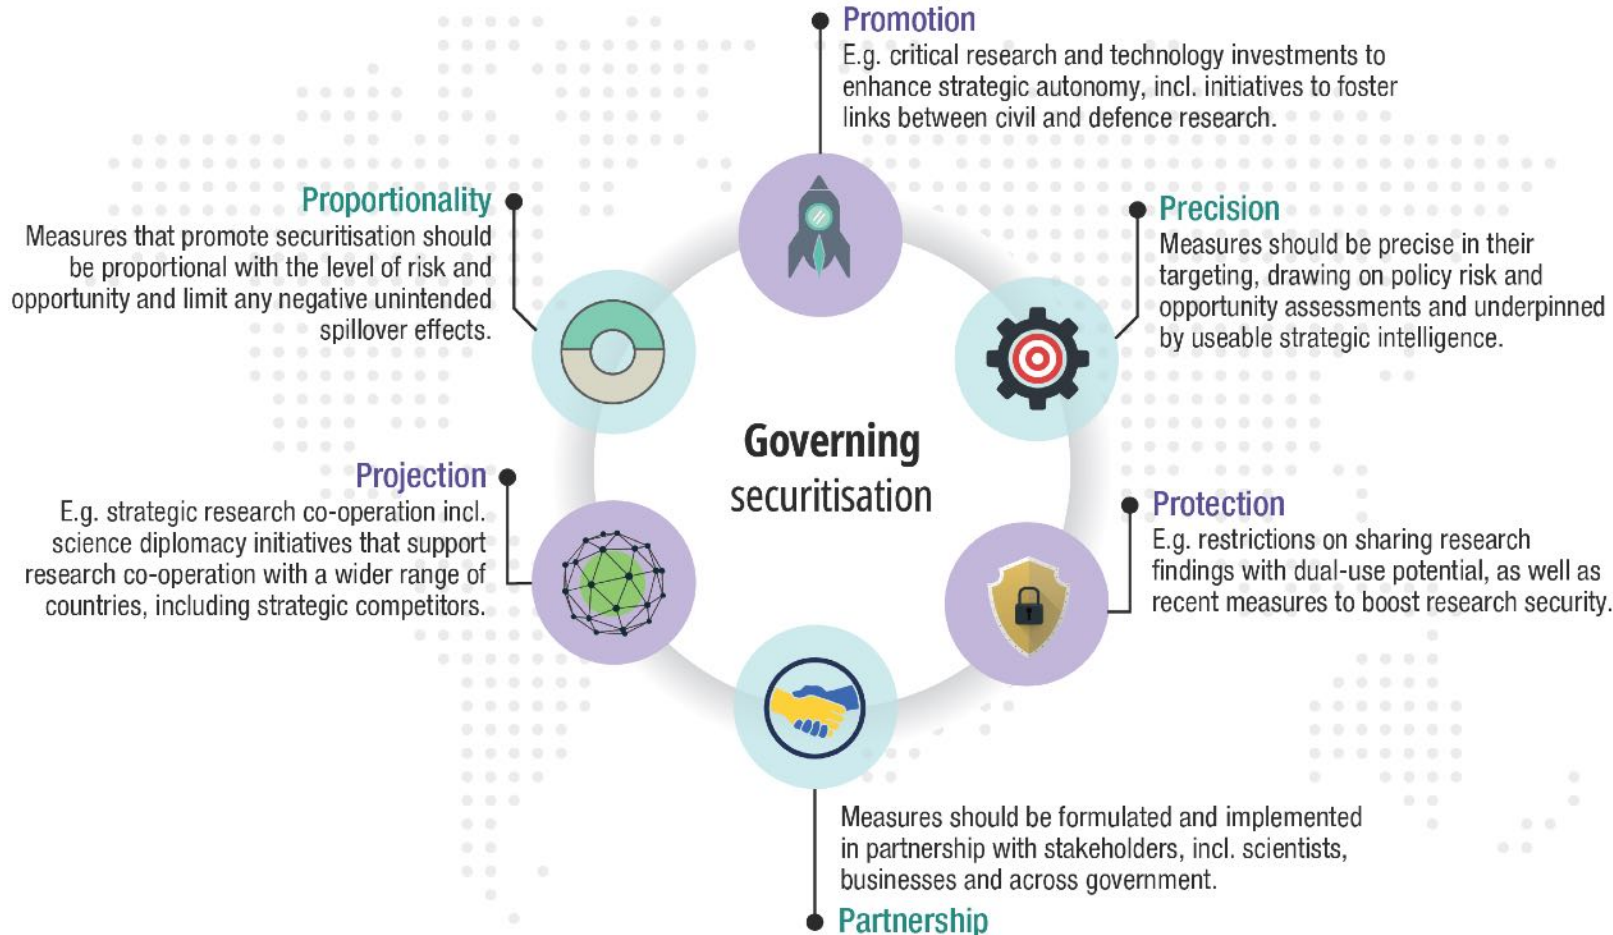 Promotion
E.g. critical research and technology investments to
enhance strategic autonomy, incl. initiatives to foster
links between civil and defence research.
Proportionality
Measures that promote securitisation should
be proportional with the level of risk and
opportunity and limit any negative unintended
spillover effects.
Precision
Measures should be precise in their
targeting, drawing on policy risk and
opportunity assessments and underpinned
by useable strategic intelligence.
Governing
securitisation
Projection
E.g. strategic research co-operation incl.
science diplomacy initiatives that support
research co-operation with a wider range of
countries, including strategic competitors.
Protection
E.g. restrictions on sharing research
findings with dual-use potential, as well as
recent measures to boost research security.
Measures should be formulated and implemented
in partnership with stakeholders, incl. scientists,
businesses and across government.
Partnership